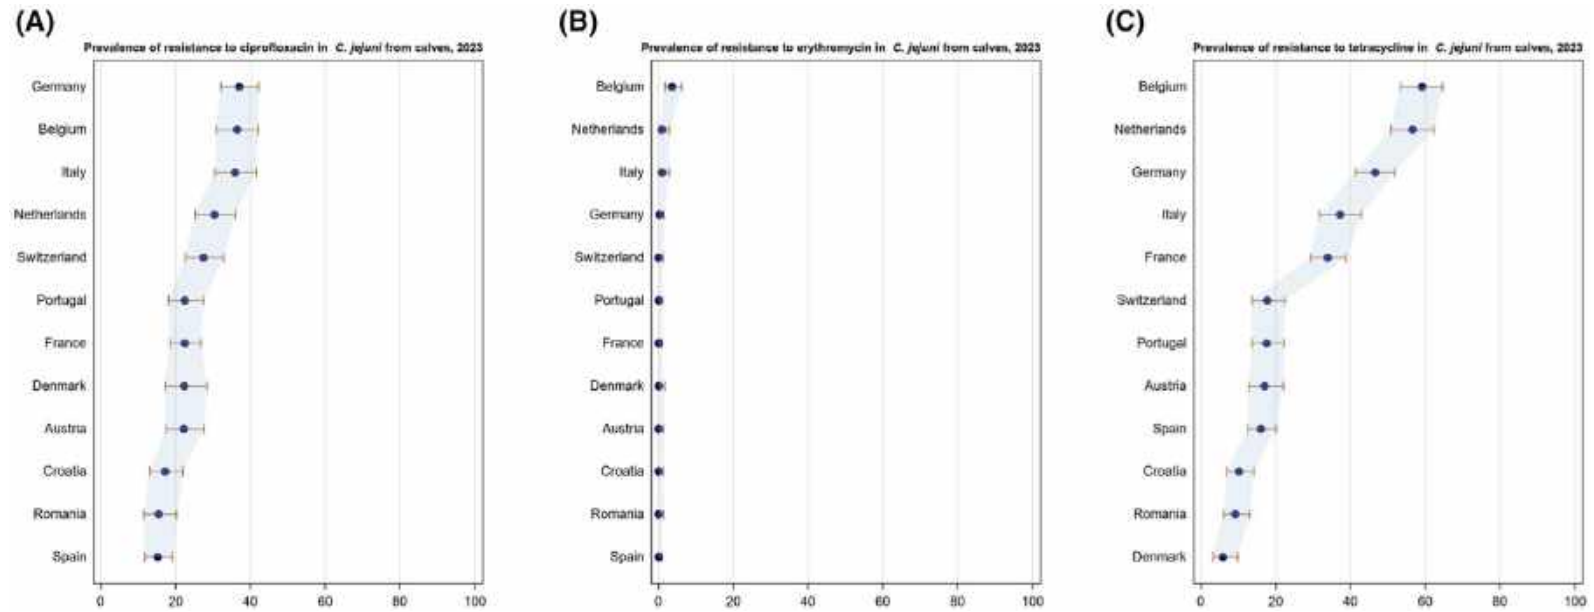 (A)
Prevalence of resistance to ciprofloxacin in C. jejuni from calves, 2023
Germany
Belgium
Italy
Netherlands
Switzerland
Portugal
France
Denmark
Austria
Croatia
Romania
Spain
0 20 40 60 80 100
(B)
Prevalence of resistance to erythromycin in C. jejuni from calves, 2023
Belgium
Netherlands
Italy
Germany
Switzerland
Portugal
France
Denmark
Austria
Croatia
Romania
Spain
0 20 40 60 80 100
(C)
Prevalence of resistance to tetracycline in C. jejuni from calves, 2023
Belgium
Netherlands
Germany
Italy
France
Switzerland
Portugal
Austria
Spain
Croatia
Romania
Denmark
0 20 40 60 80 100